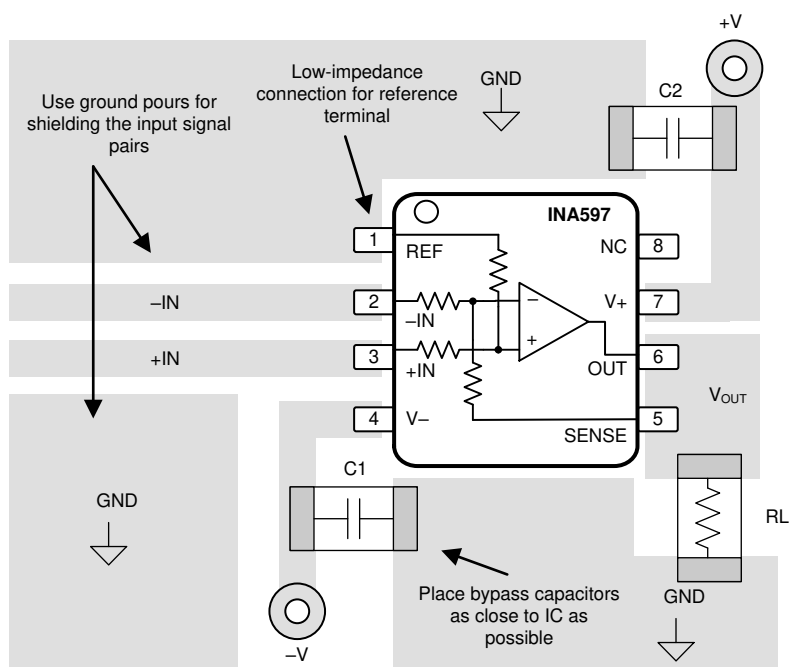 +V
Low-impedance
connection for reference
terminal
GND
C2
Use ground pours for
shielding the input signal
pairs
INA597
1
REF
NC
8
–IN
2
–IN
V+
7
–
+
+IN
3
+IN
OUT
6
4
V–
SENSE
5
VOUT
C1
GND
RL
Place bypass capacitors
as close to IC as
possible
GND
–V